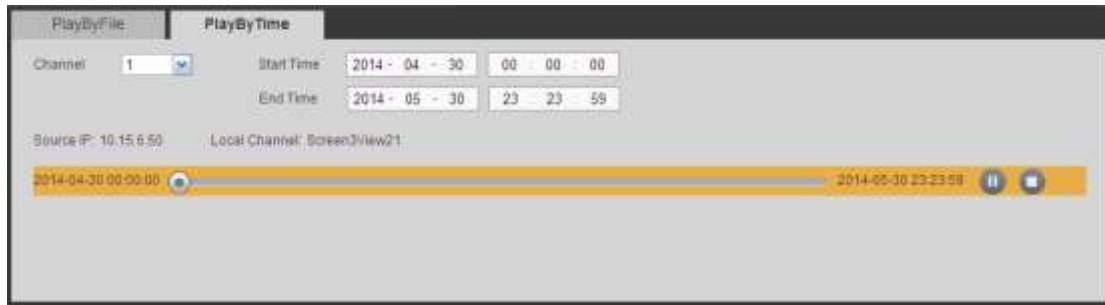 PlayByFile PlayByTime
Channel 1 Start Time 2014 - 04 - 30 00 : 00 : 00
End Time 2014 - 05 - 30 23 : 23 : 59
Source IP: 10.15.6.50 Local Channel: Screen3View21
2014-04-30 00:00:00 2014-05-30 23:23:59